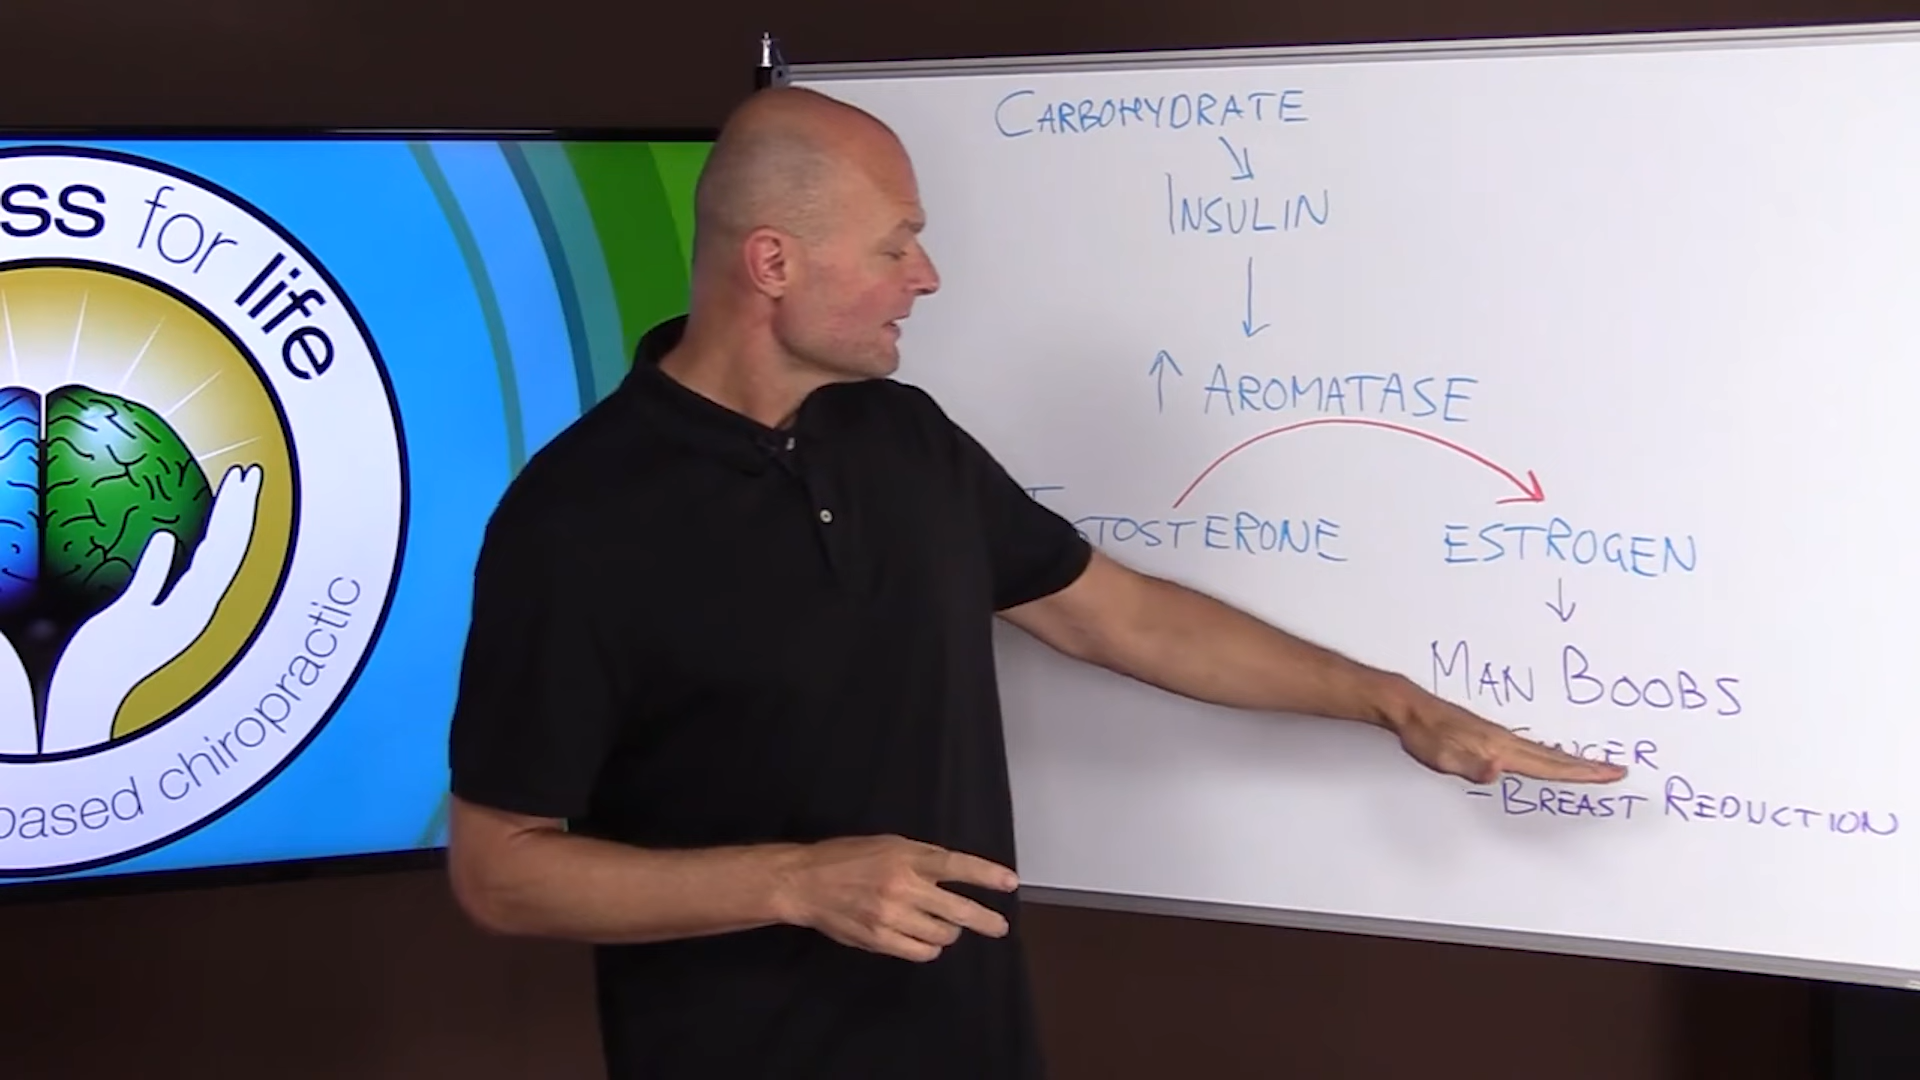 ss for life
based chiropractic
CARBOHYDRATE
INSULIN
↑ AROMATASE
ESTROGEN
MAN BOOBS
- BREAST REDUCTION